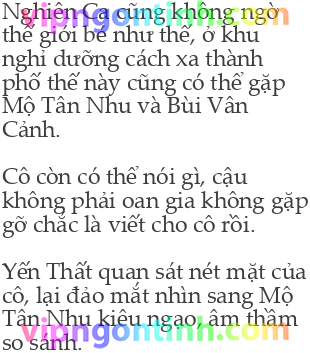 Nghiên Ca cũng không ngờ
thế giới bé như thế, ở khu
nghỉ dưỡng cách xa thành
phố thế này cũng có thể gặp
Mộ Tân Nhu và Bùi Vân
Cảnh.
Cô còn có thể nói gì, cậu
không phải oan gia không gặp
gỡ chắc là viết cho cô rồi.
Yến Thất quan sát nét mặt của
cô, lại đảo mắt nhìn sang Mộ
Tân Nhu kiêu ngạo, âm thầm
so sánh.
vipngontinh.com
vipngontinh.com
vipngontinh.com